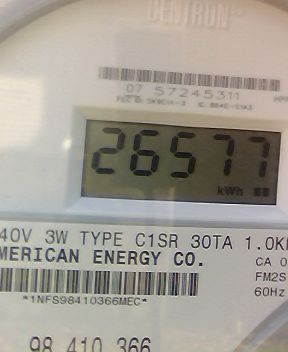 CENTRON®
07 57245311
26577
kWh
40V 3W TYPE C1SR 30TA 1.0K
MERICAN ENERGY CO.
CA 0
FM2S
*1NFS98410366MEC*
60Hz
98 410 366